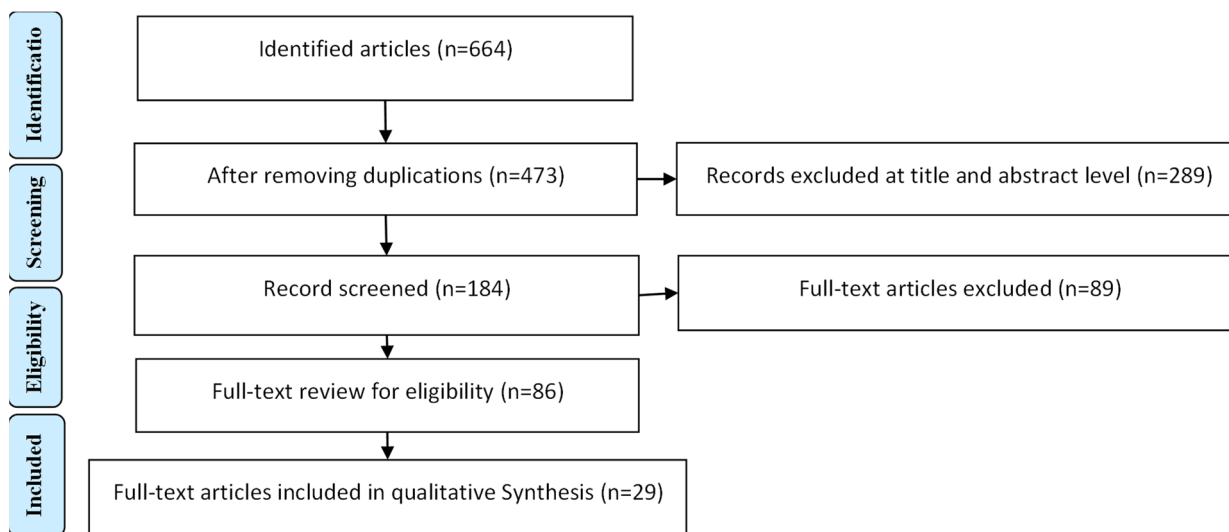 Identificatio
Identified articles (n=664)
After removing duplications (n=473)
Records excluded at title and abstract level (n=289)
Screening
Record screened (n=184)
Full-text articles excluded (n=89)
Eligibility
Full-text review for eligibility (n=86)
Included
Full-text articles included in qualitative Synthesis (n=29)